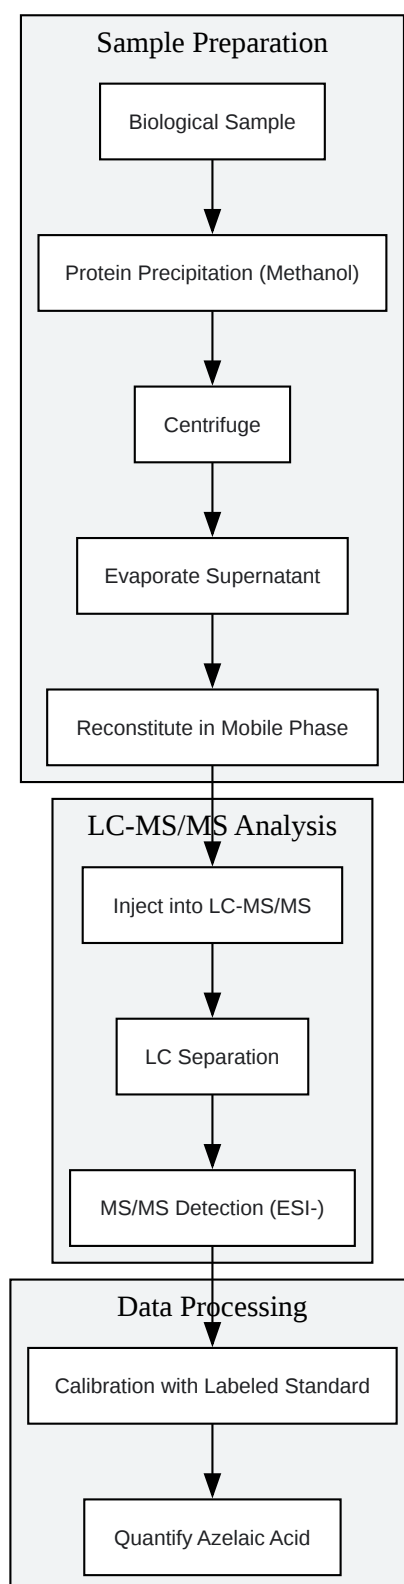 Sample Preparation
Biological Sample
Protein Precipitation (Methanol)
Centrifuge
Evaporate Supernatant
Reconstitute in Mobile Phase
LC-MS/MS Analysis
Inject into LC-MS/MS
LC Separation
MS/MS Detection (ESI-)
Data Processing
Calibration with Labeled Standard
Quantify Azelaic Acid